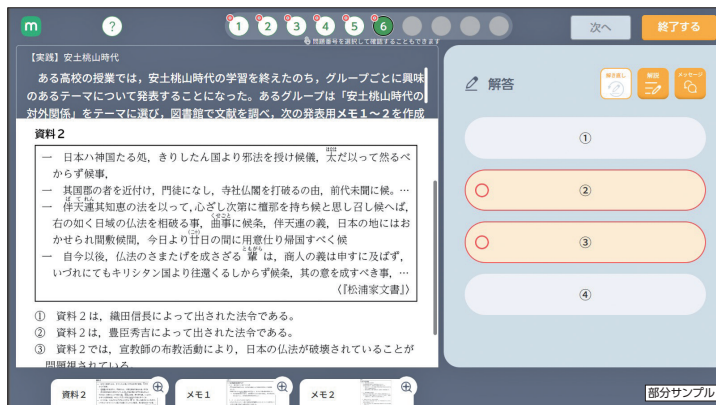 m
?
1
2
3
4
5
6
問題番号を選択して確認することもできます
次へ
終了する
【実践】安土桃山時代
ある高校の授業では，安土桃山時代の学習を終えたのち，グループごとに興味
のあるテーマについて発表することになった。あるグループは「安土桃山時代の
対外関係」をテーマに選び，図書館で文献を調べ，次の発表用メモ１～２を作成
資料２
一　日本ハ神国たる処，きりしたん国より邪法を授け候儀，太だ以って然るべ
からず候事，
一　其国郡の者を近付け，門徒になし，寺社仏閣を打破るの由，前代未聞に候。…
一　伴天連其知恵の法を以って，心ざし次第に檀那を持ち候と思し召し候へば，
右の如く日域の仏法を相破る事，曲事に候条，伴天連の義，日本の地にはお
かせられ間敷候間，今日より廿日の間に用意仕り帰国すべく候
一　自今以後，仏法のさまたげを成さざる輩は，商人の義は申すに及ばず，
いづれにてもキリシタン国より往還くるしからず候条，其の意を成すべき事，…
〈『松浦家文書』〉
①　資料２は，織田信長によって出された法令である。
②　資料２は，豊臣秀吉によって出された法令である。
③　資料２では，宣教師の布教活動により，日本の仏法が破壊されていることが
問題視されている。
資料２
メモ１
メモ２
解答
解き直し
解説
メッセージ
①
②
③
④
部分サンプル